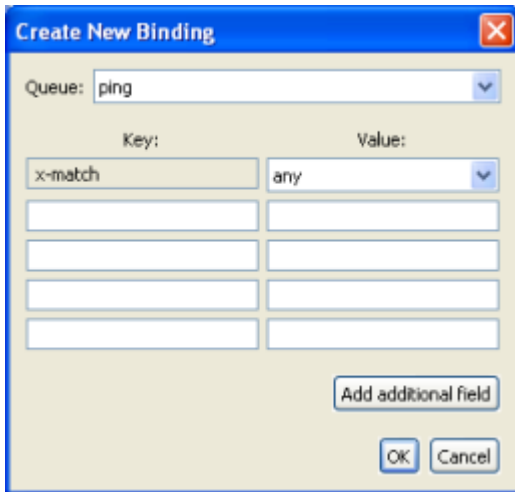 Create New Binding
Queue: ping
Key: Value:
x-match any
Add additional field
OK Cancel